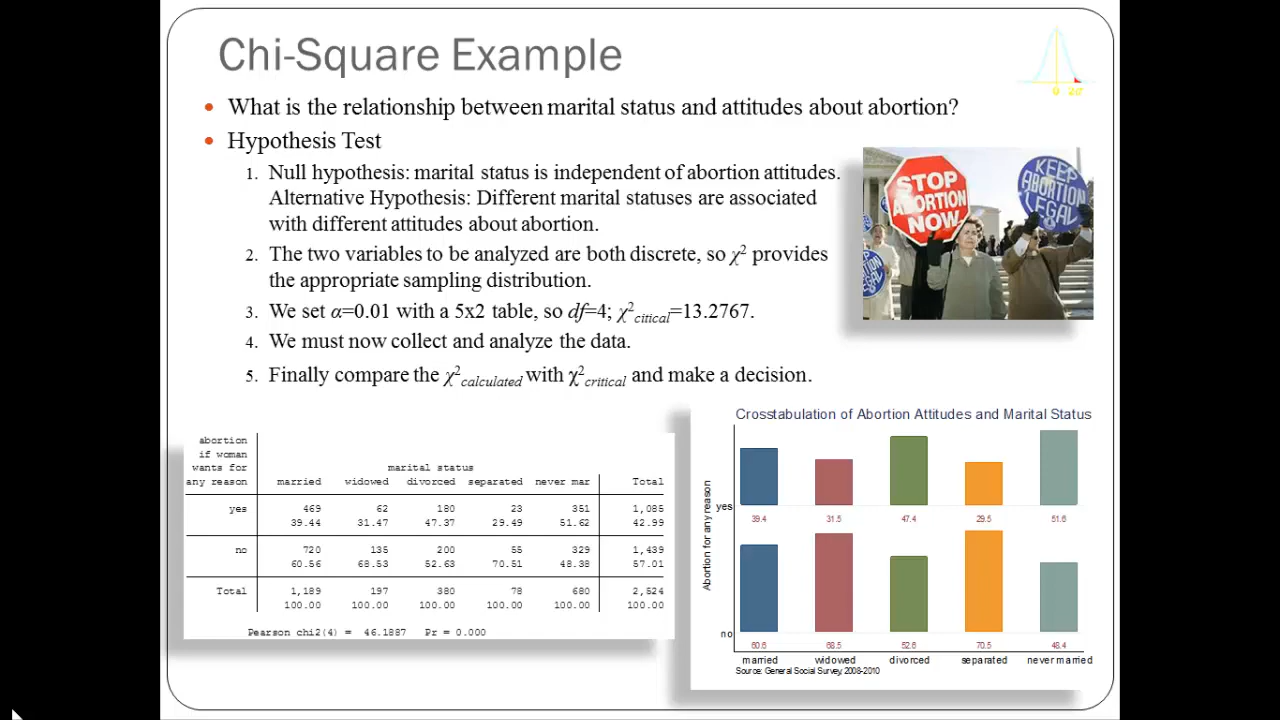 Chi-Square Example
0 2σ
• What is the relationship between marital status and attitudes about abortion?
• Hypothesis Test
1. Null hypothesis: marital status is independent of abortion attitudes.
Alternative Hypothesis: Different marital statuses are associated
with different attitudes about abortion.
2. The two variables to be analyzed are both discrete, so χ² provides
the appropriate sampling distribution.
3. We set α=0.01 with a 5x2 table, so df=4; χ²citical=13.2767.
4. We must now collect and analyze the data.
5. Finally compare the χ²calculated with χ²critical and make a decision.
STOP
ABORTION
NOW
KEEP
ABORTION
LEGAL
abortion
if woman
wants for marital status
any reason married widowed divorced separated never mar Total
yes 469 62 180 23 351 1,085
39.44 31.47 47.37 29.49 51.62 42.99
no 720 135 200 55 329 1,439
60.56 68.53 52.63 70.51 48.38 57.01
Total 1,189 197 380 78 680 2,524
100.00 100.00 100.00 100.00 100.00 100.00
Pearson chi2(4) = 46.1887 Pr = 0.000
Crosstabulation of Abortion Attitudes and Marital Status
Abortion for any reason
yes
39.4 31.5 47.4 29.5 51.6
no
60.6 68.5 52.6 70.5 48.4
married widowed divorced separated never married
Source: General Social Survey, 2008-2010